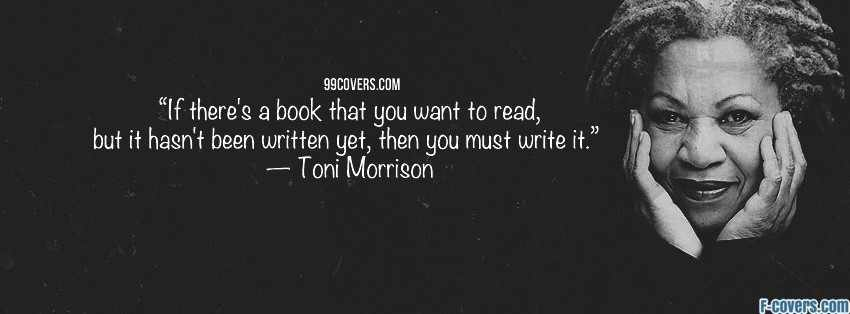 99COVERS.COM
“If there's a book that you want to read,
but it hasn't been written yet, then you must write it.”
— Toni Morrison
F-covers.com